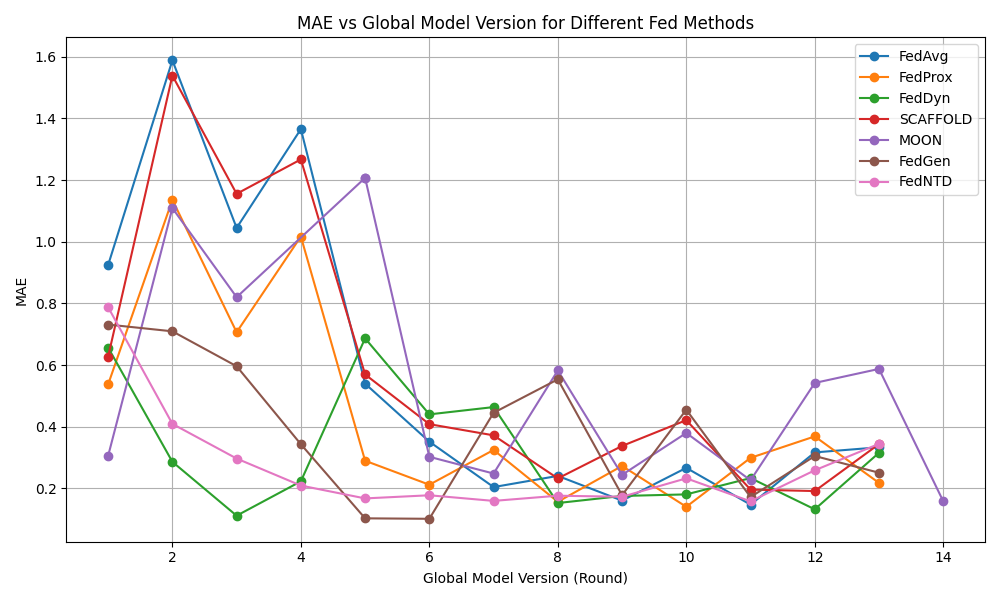 MAE vs Global Model Version for Different Fed Methods
FedAvg
FedProx
FedDyn
SCAFFOLD
MOON
FedGen
FedNTD
1.6
1.4
1.2
1.0
0.8
0.6
0.4
0.2
MAE
2 4 6 8 10 12 14
Global Model Version (Round)